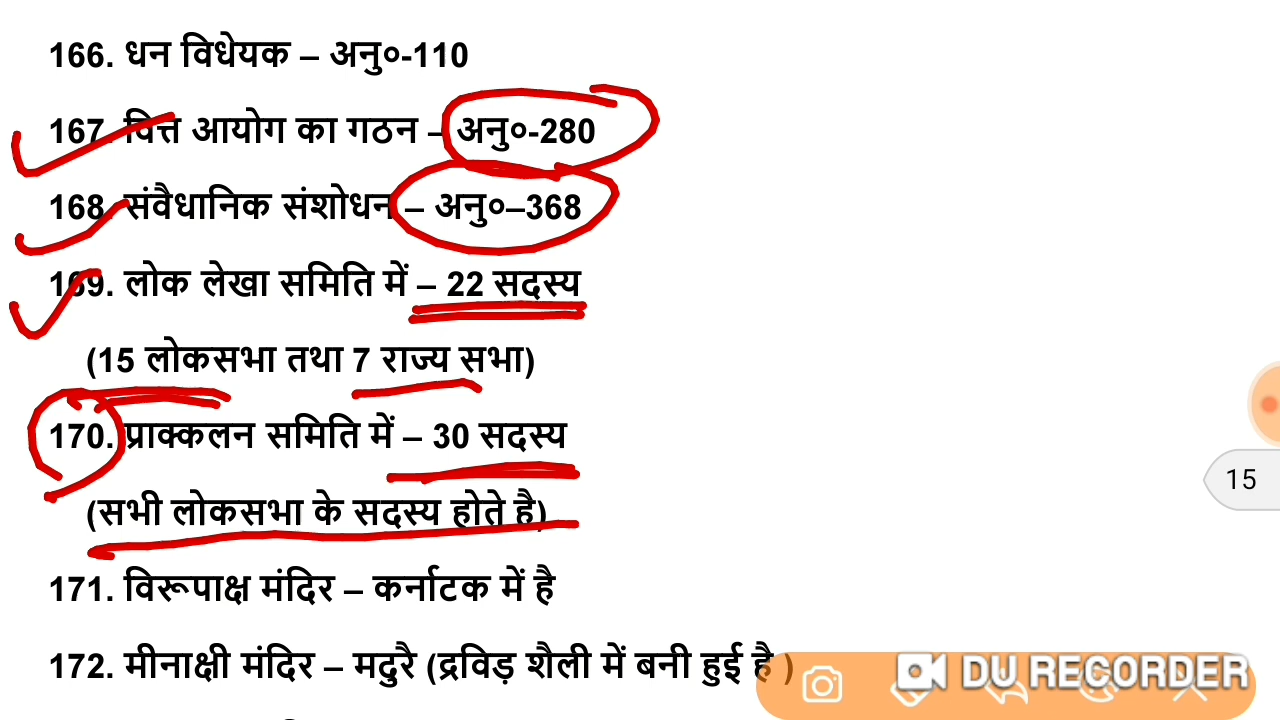 166. धन विधेयक – अनु०-110
167. वित्त आयोग का गठन – अनु०-280
168. संवैधानिक संशोधन – अनु०–368
169. लोक लेखा समिति में – 22 सदस्य
(15 लोकसभा तथा 7 राज्य सभा)
170. प्राक्कलन समिति में – 30 सदस्य
15
(सभी लोकसभा के सदस्य होते है)
171. विरूपाक्ष मंदिर – कर्नाटक में है
172. मीनाक्षी मंदिर – मदुरै (द्रविड़ शैली में बनी हुई है )
DU RECORDER